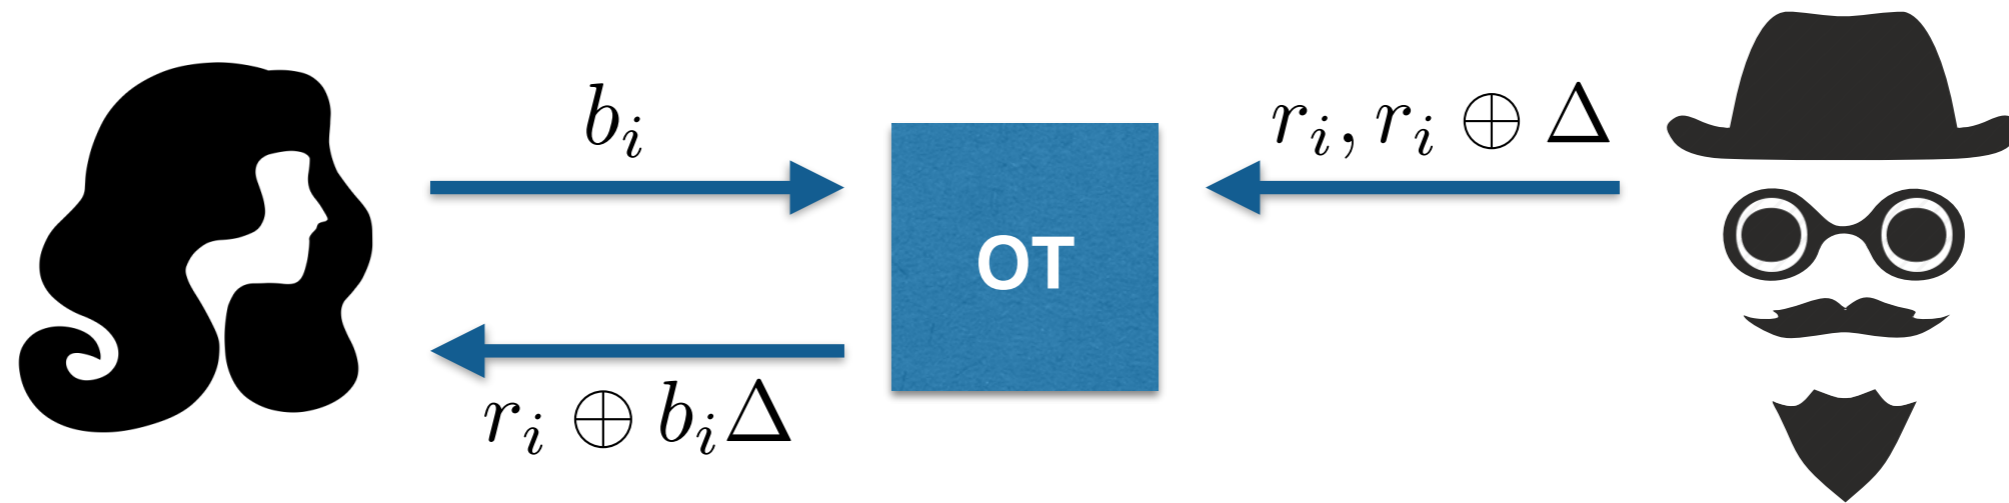 b_i
r_i, r_i ⊕ Δ
OT
r_i ⊕ b_iΔ